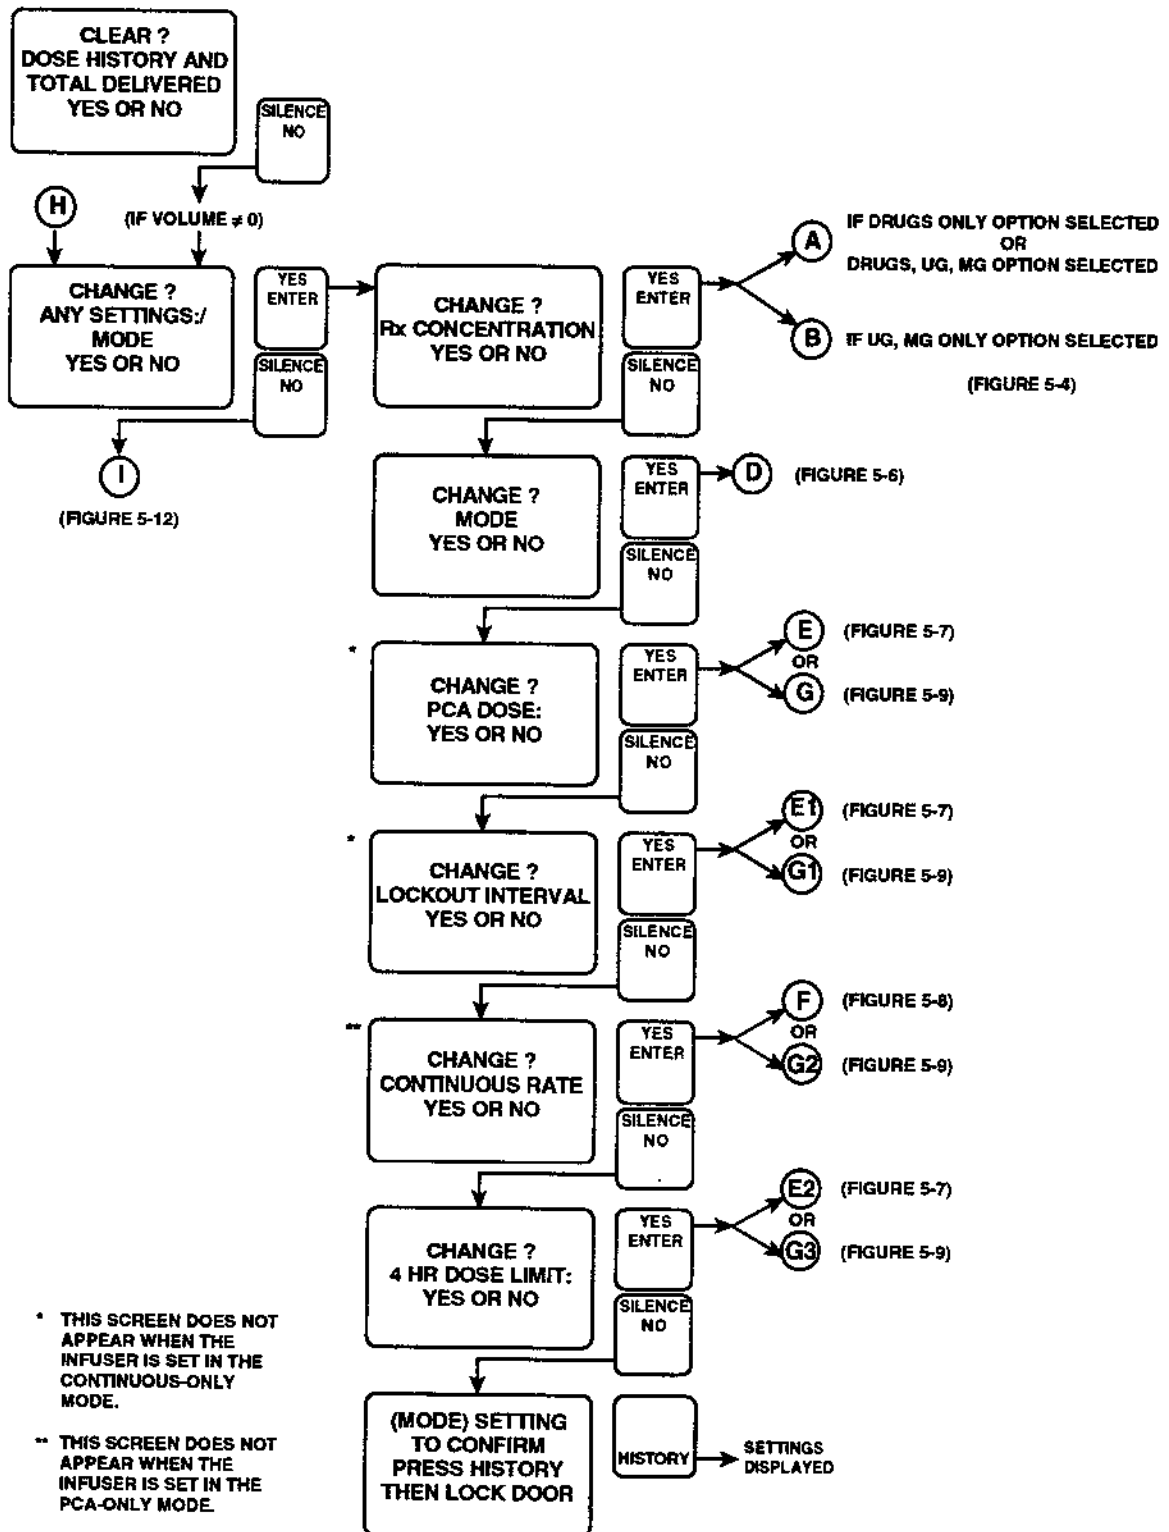 CLEAR ?
DOSE HISTORY AND
TOTAL DELIVERED
YES OR NO
SILENCE
NO
H
(IF VOLUME ≠ 0)
CHANGE ?
ANY SETTINGS:/
MODE
YES OR NO
YES
ENTER
SILENCE
NO
I
(FIGURE 5-12)
CHANGE ?
Rx CONCENTRATION
YES OR NO
YES
ENTER
SILENCE
NO
A
IF DRUGS ONLY OPTION SELECTED
OR
DRUGS, UG, MG OPTION SELECTED
B
IF UG, MG ONLY OPTION SELECTED
(FIGURE 5-4)
CHANGE ?
MODE
YES OR NO
YES
ENTER
SILENCE
NO
D
(FIGURE 5-6)
*
CHANGE ?
PCA DOSE:
YES OR NO
YES
ENTER
SILENCE
NO
E
(FIGURE 5-7)
OR
G
(FIGURE 5-9)
*
CHANGE ?
LOCKOUT INTERVAL
YES OR NO
YES
ENTER
SILENCE
NO
E1
(FIGURE 5-7)
OR
G1
(FIGURE 5-9)
**
CHANGE ?
CONTINUOUS RATE
YES OR NO
YES
ENTER
SILENCE
NO
F
(FIGURE 5-8)
OR
G2
(FIGURE 5-9)
CHANGE ?
4 HR DOSE LIMIT:
YES OR NO
YES
ENTER
SILENCE
NO
E2
(FIGURE 5-7)
OR
G3
(FIGURE 5-9)
(MODE) SETTING
TO CONFIRM
PRESS HISTORY
THEN LOCK DOOR
HISTORY
SETTINGS
DISPLAYED
* THIS SCREEN DOES NOT
APPEAR WHEN THE
INFUSER IS SET IN THE
CONTINUOUS-ONLY
MODE.
** THIS SCREEN DOES NOT
APPEAR WHEN THE
INFUSER IS SET IN THE
PCA-ONLY MODE.